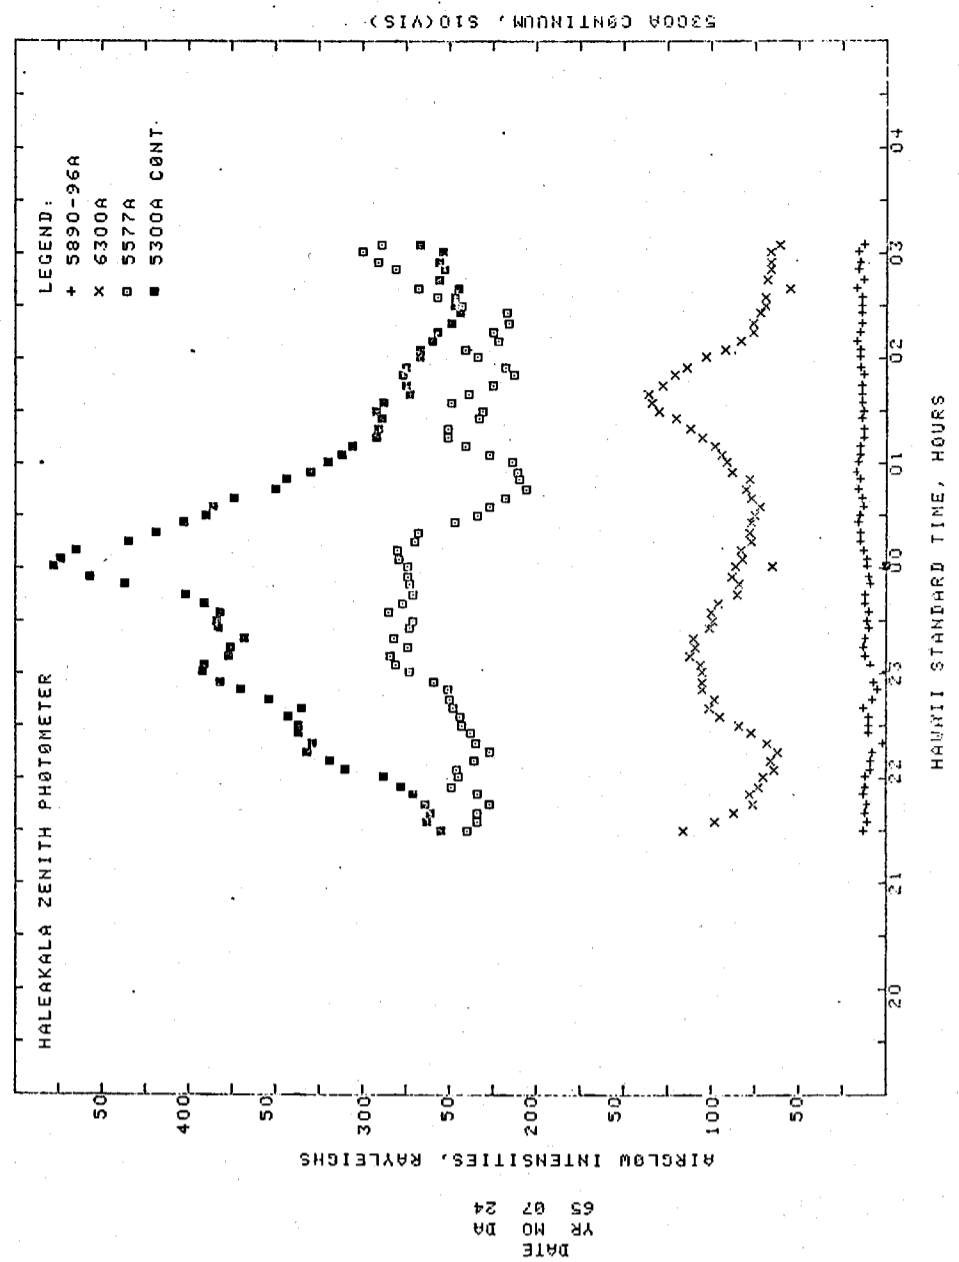 HALEAKALA ZENITH PHOTOMETER
LEGEND:
+ 5890-96A
x 6300A
5577A
5300A CONT.
5300A CONTINUUM, S10(VIS)
50
400
50
300
50
200
50
100
50
AIRGLOW INTENSITIES, RAYLEIGHS
20 21 22 23 00 01 02 03 04
HAWAII STANDARD TIME, HOURS
DATE
YR MO DA
65 07 24